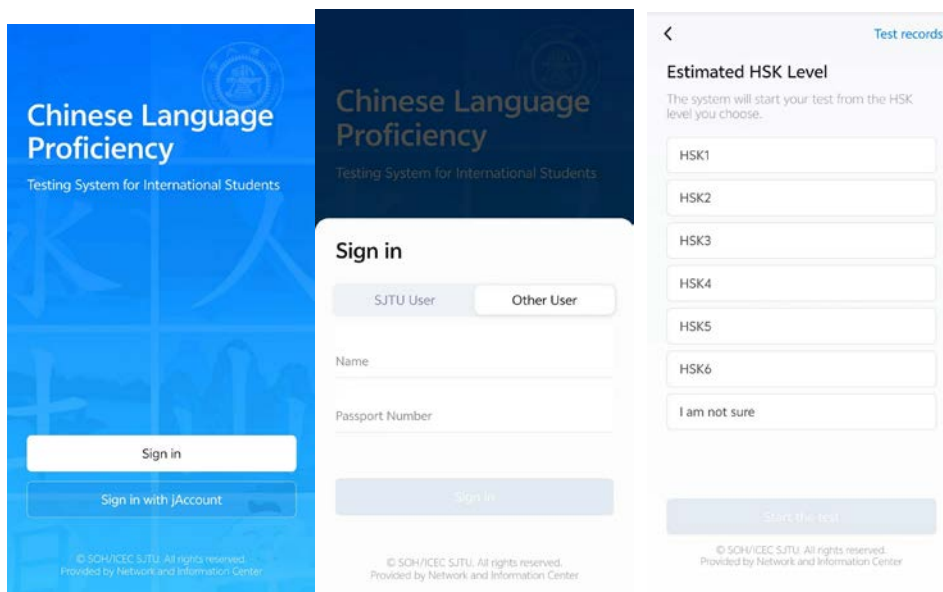 Chinese Language
Proficiency
Testing System for International Students
永 人
土 山
Sign in
Sign in with jAccount
© SOH/ICEC SJTU. All rights reserved.
Provided by Network and Information Center
Chinese Language
Proficiency
Testing System for International Students
Sign in
SJTU User
Other User
Name
Passport Number
Sign in
© SOH/ICEC SJTU. All rights reserved.
Provided by Network and Information Center
Test records
Estimated HSK Level
The system will start your test from the HSK
level you choose.
HSK1
HSK2
HSK3
HSK4
HSK5
HSK6
I am not sure
Start the test
© SOH/ICEC SJTU. All rights reserved.
Provided by Network and Information Center